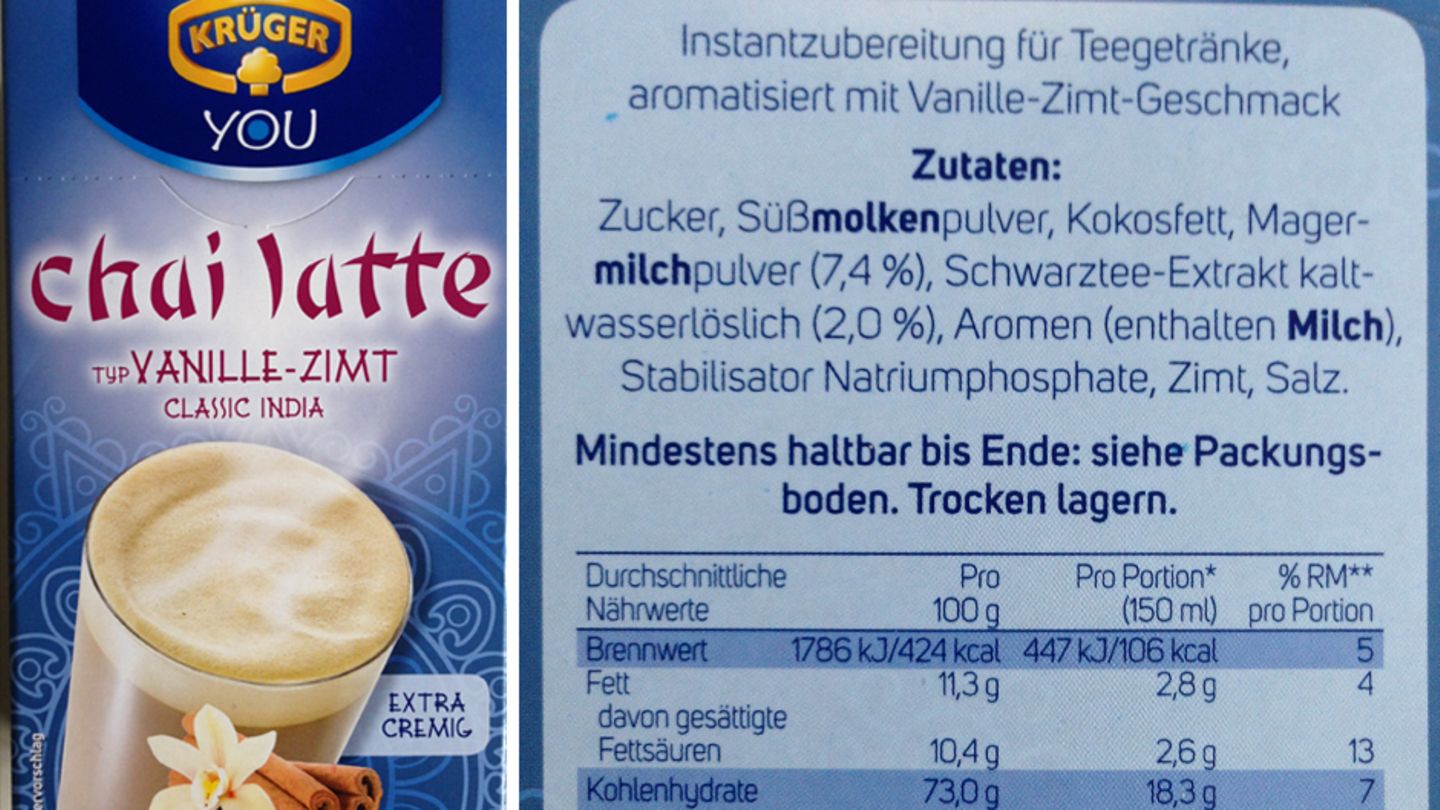 KRÜGER
YOU
chai latte
TYP VANILLE-ZIMT
CLASSIC INDIA
EXTRA
CREMIG
ervorschlag
Instantzubereitung für Teegetränke,
aromatisiert mit Vanille-Zimt-Geschmack
Zutaten:
Zucker, Süßmolkenpulver, Kokosfett, Mager-
milchpulver (7,4 %), Schwarztee-Extrakt kalt-
wasserlöslich (2,0 %), Aromen (enthalten Milch),
Stabilisator Natriumphosphate, Zimt, Salz.
Mindestens haltbar bis Ende: siehe Packungs-
boden. Trocken lagern.
Durchschnittliche Pro Pro Portion* % RM**
Nährwerte 100 g (150 ml) pro Portion
Brennwert 1786 kJ/424 kcal 447 kJ/106 kcal 5
Fett 11,3 g 2,8 g 4
davon gesättigte
Fettsäuren 10,4 g 2,6 g 13
Kohlenhydrate 73,0 g 18,3 g 7